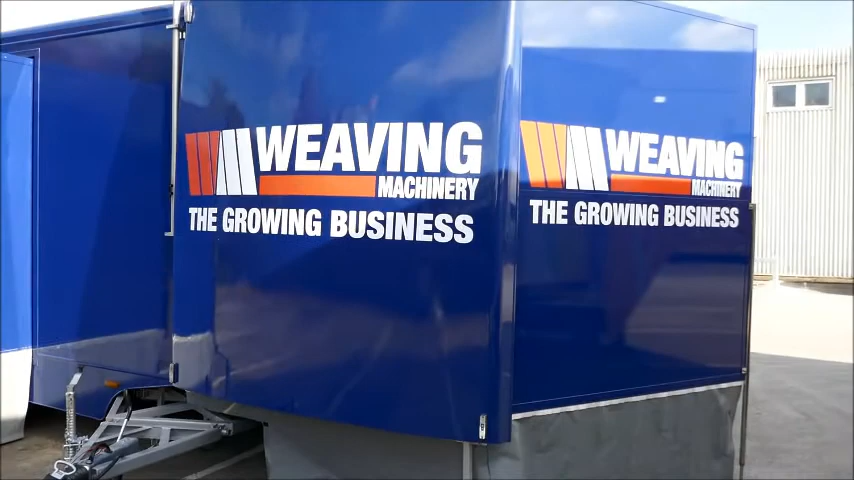 WEAVING
MACHINERY
THE GROWING BUSINESS
WEAVING
MACHINERY
THE GROWING BUSINESS